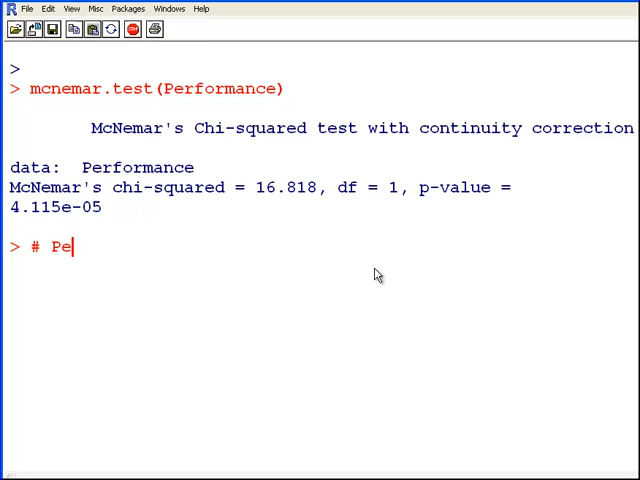 File Edit View Misc Packages Windows Help
>
> mcnemar.test(Performance)
McNemar's Chi-squared test with continuity correction
data:  Performance
McNemar's chi-squared = 16.818, df = 1, p-value =
4.115e-05
> # Pe